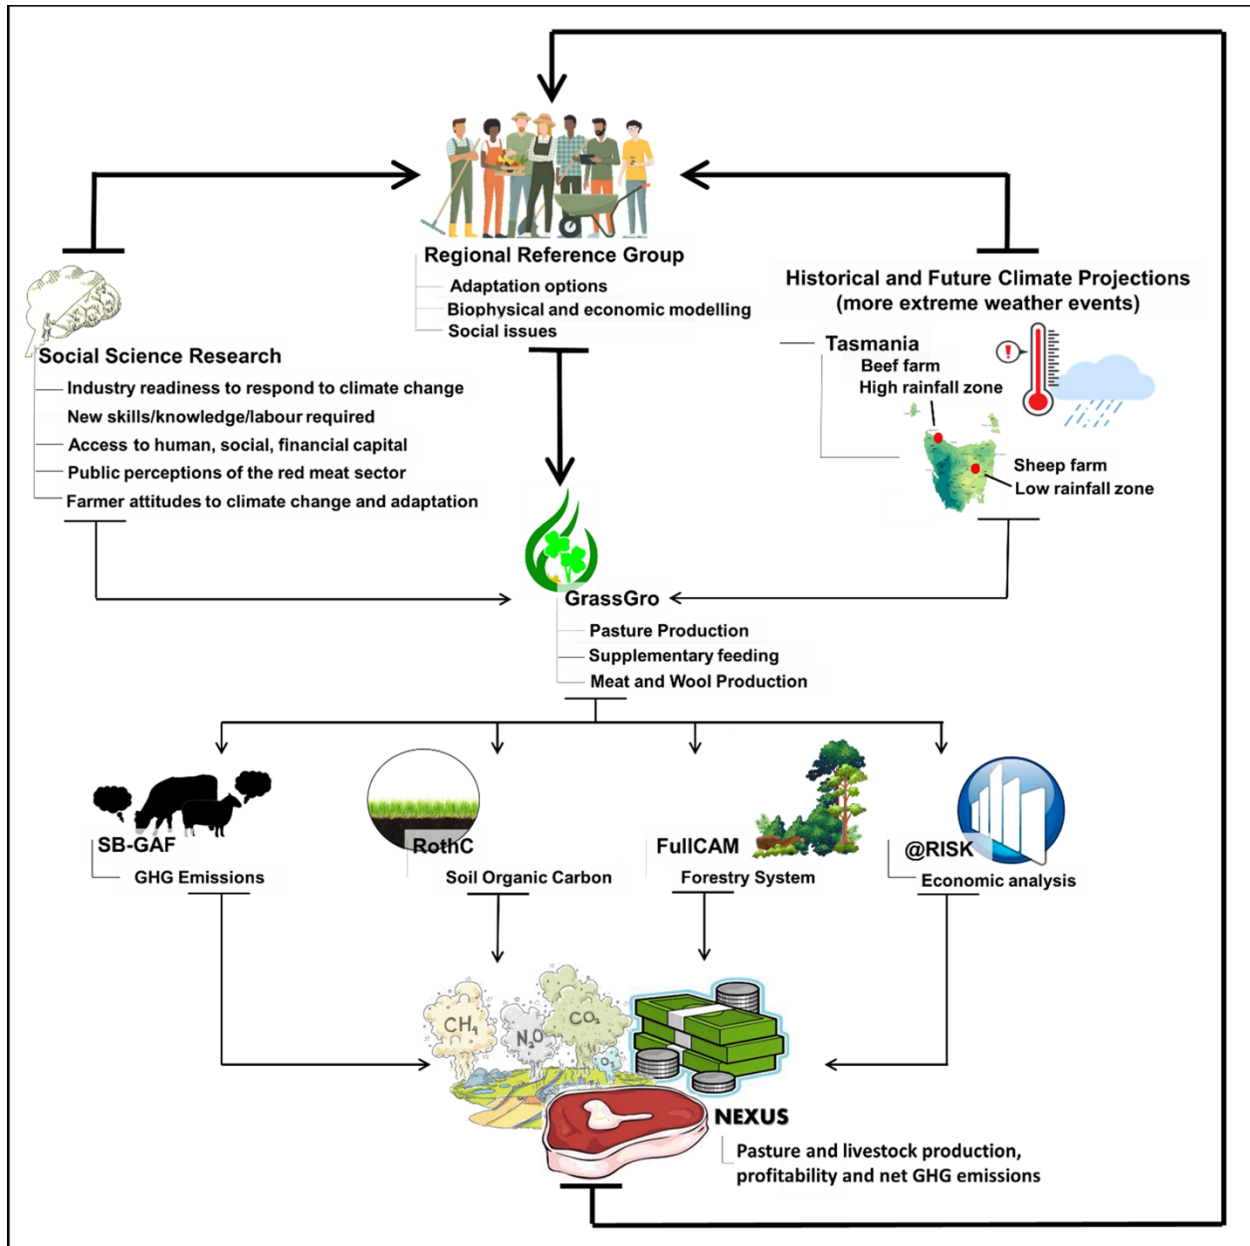 Regional Reference Group
Adaptation options
Biophysical and economic modelling
Social issues
Historical and Future Climate Projections
(more extreme weather events)
Tasmania
Beef farm
High rainfall zone
Sheep farm
Low rainfall zone
Social Science Research
Industry readiness to respond to climate change
New skills/knowledge/labour required
Access to human, social, financial capital
Public perceptions of the red meat sector
Farmer attitudes to climate change and adaptation
GrassGro
Pasture Production
Supplementary feeding
Meat and Wool Production
SB-GAF
GHG Emissions
RothC
Soil Organic Carbon
FullCAM
Forestry System
@RISK
Economic analysis
CH4
N2O
CO2
O3
NEXUS
Pasture and livestock production,
profitability and net GHG emissions